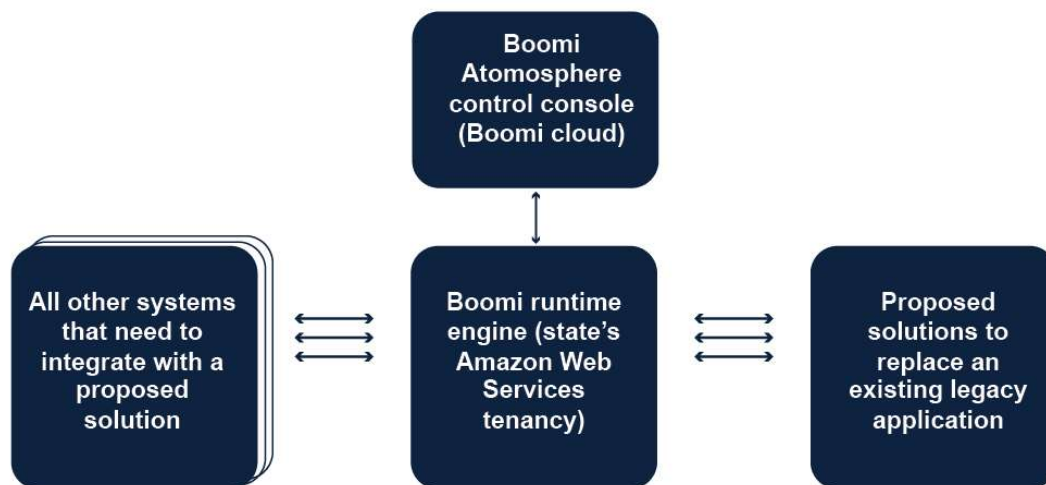 Boomi
Atomosphere
control console
(Boomi cloud)
All other systems
that need to
integrate with a
proposed
solution
Boomi runtime
engine (state’s
Amazon Web
Services
tenancy)
Proposed
solutions to
replace an
existing legacy
application